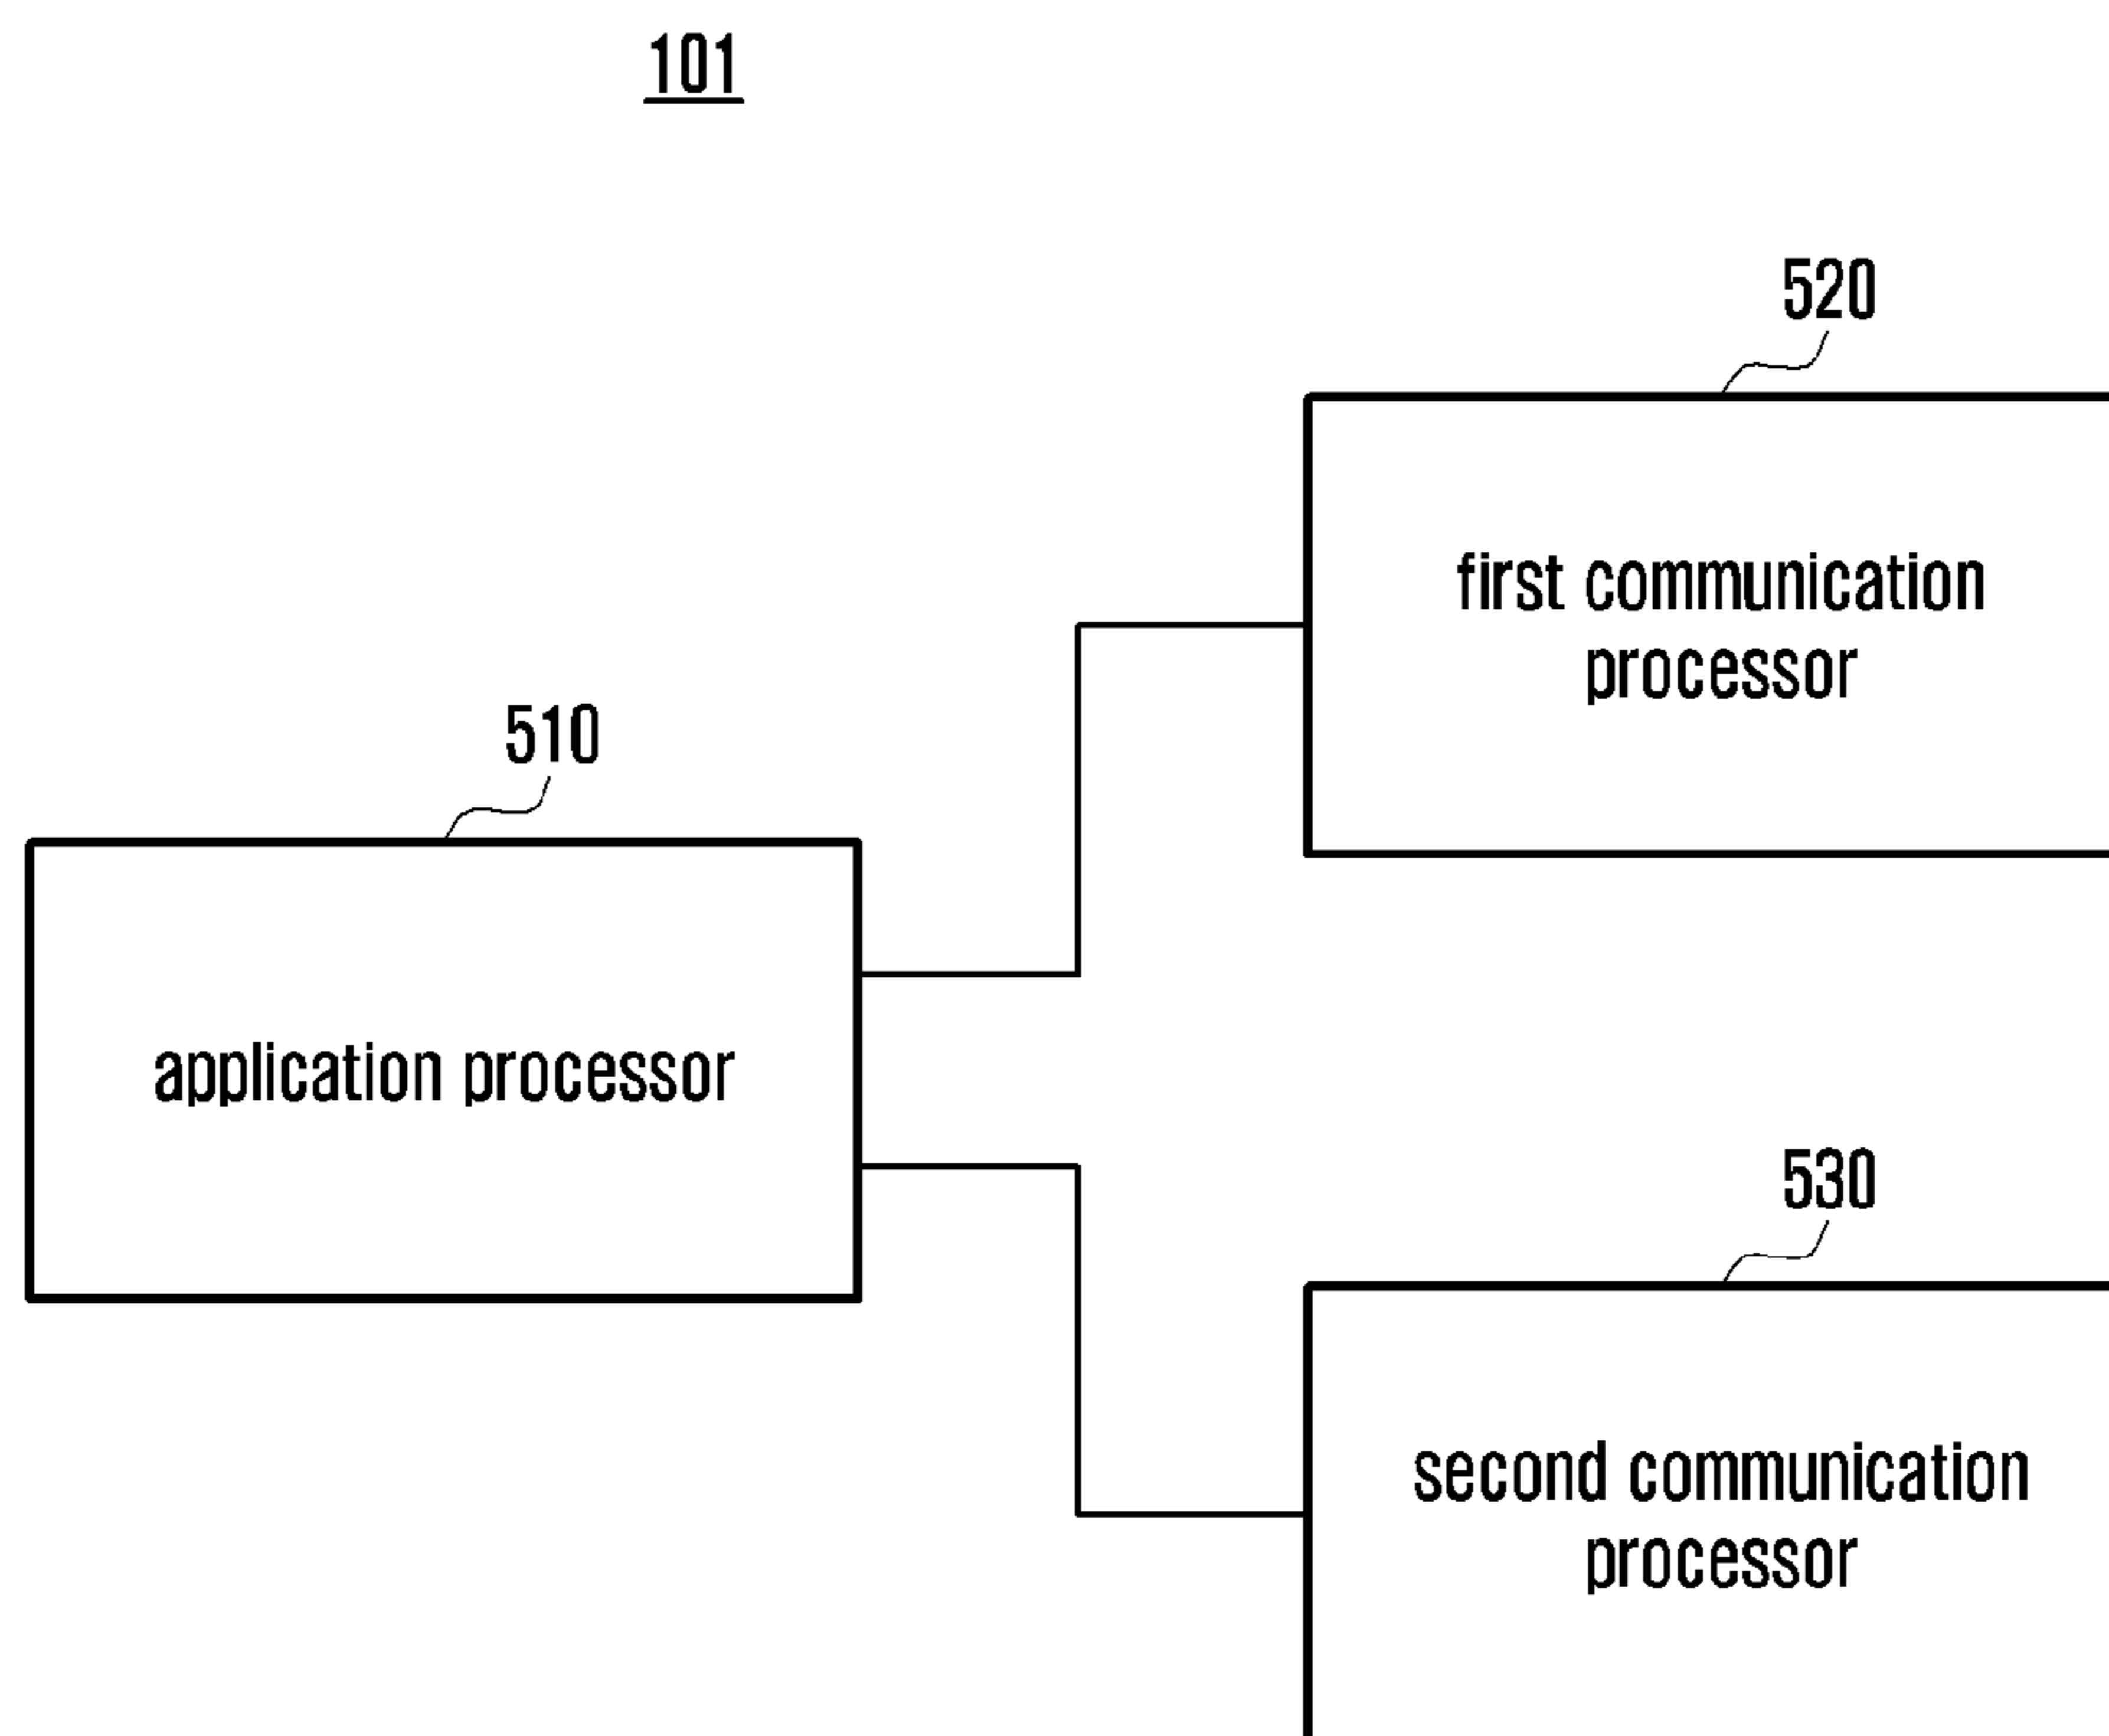 101
520
first communication
processor
510
application processor
530
second communication
processor